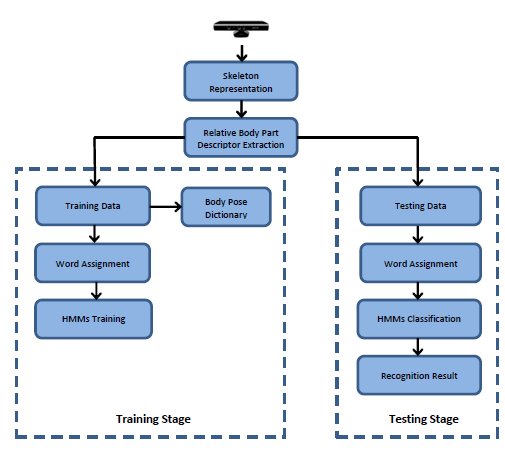 Skeleton
Representation
Relative Body Part
Descriptor Extraction
Training Data
Body Pose
Dictionary
Word Assignment
HMMs Training
Training Stage
Testing Data
Word Assignment
HMMs Classification
Recognition Result
Testing Stage